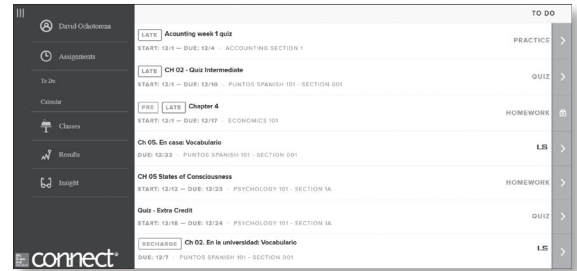 TO DO
David Ochotorena
Assignments
To Do
Calendar
Classes
Results
Insight
connect
LATE Acounting week 1 quiz
START: 12/1 — DUE: 12/4 · ACCOUNTING SECTION 1
PRACTICE
LATE CH 02 - Quiz Intermediate
START: 12/1 — DUE: 12/10 · PUNTOS SPANISH 101 - SECTION 001
QUIZ
PRE LATE Chapter 4
START: 12/1 — DUE: 12/17 · ECONOMICS 101
HOMEWORK
Ch 05. En casa: Vocabulario
DUE: 12/22 · PUNTOS SPANISH 101 - SECTION 001
LS
CH 05 States of Consciousness
START: 12/12 — DUE: 12/23 · PSYCHOLOGY 101 - SECTION 1A
HOMEWORK
Quiz - Extra Credit
START: 12/18 — DUE: 12/24 · PSYCHOLOGY 101 - SECTION 1A
QUIZ
RECHARGE Ch 02. En la universidad: Vocabulario
DUE: 12/7 · PUNTOS SPANISH 101 - SECTION 001
LS